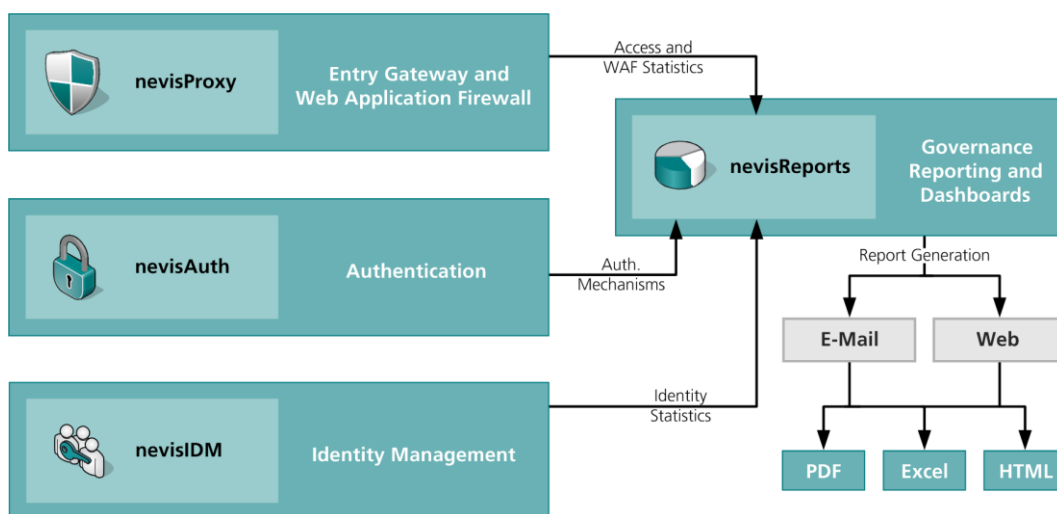 nevisProxy
Entry Gateway and
Web Application Firewall
Access and
WAF Statistics
nevisReports
Governance
Reporting and
Dashboards
nevisAuth
Authentication
Auth.
Mechanisms
Report Generation
E-Mail
Web
nevisIDM
Identity Management
Identity
Statistics
PDF
Excel
HTML